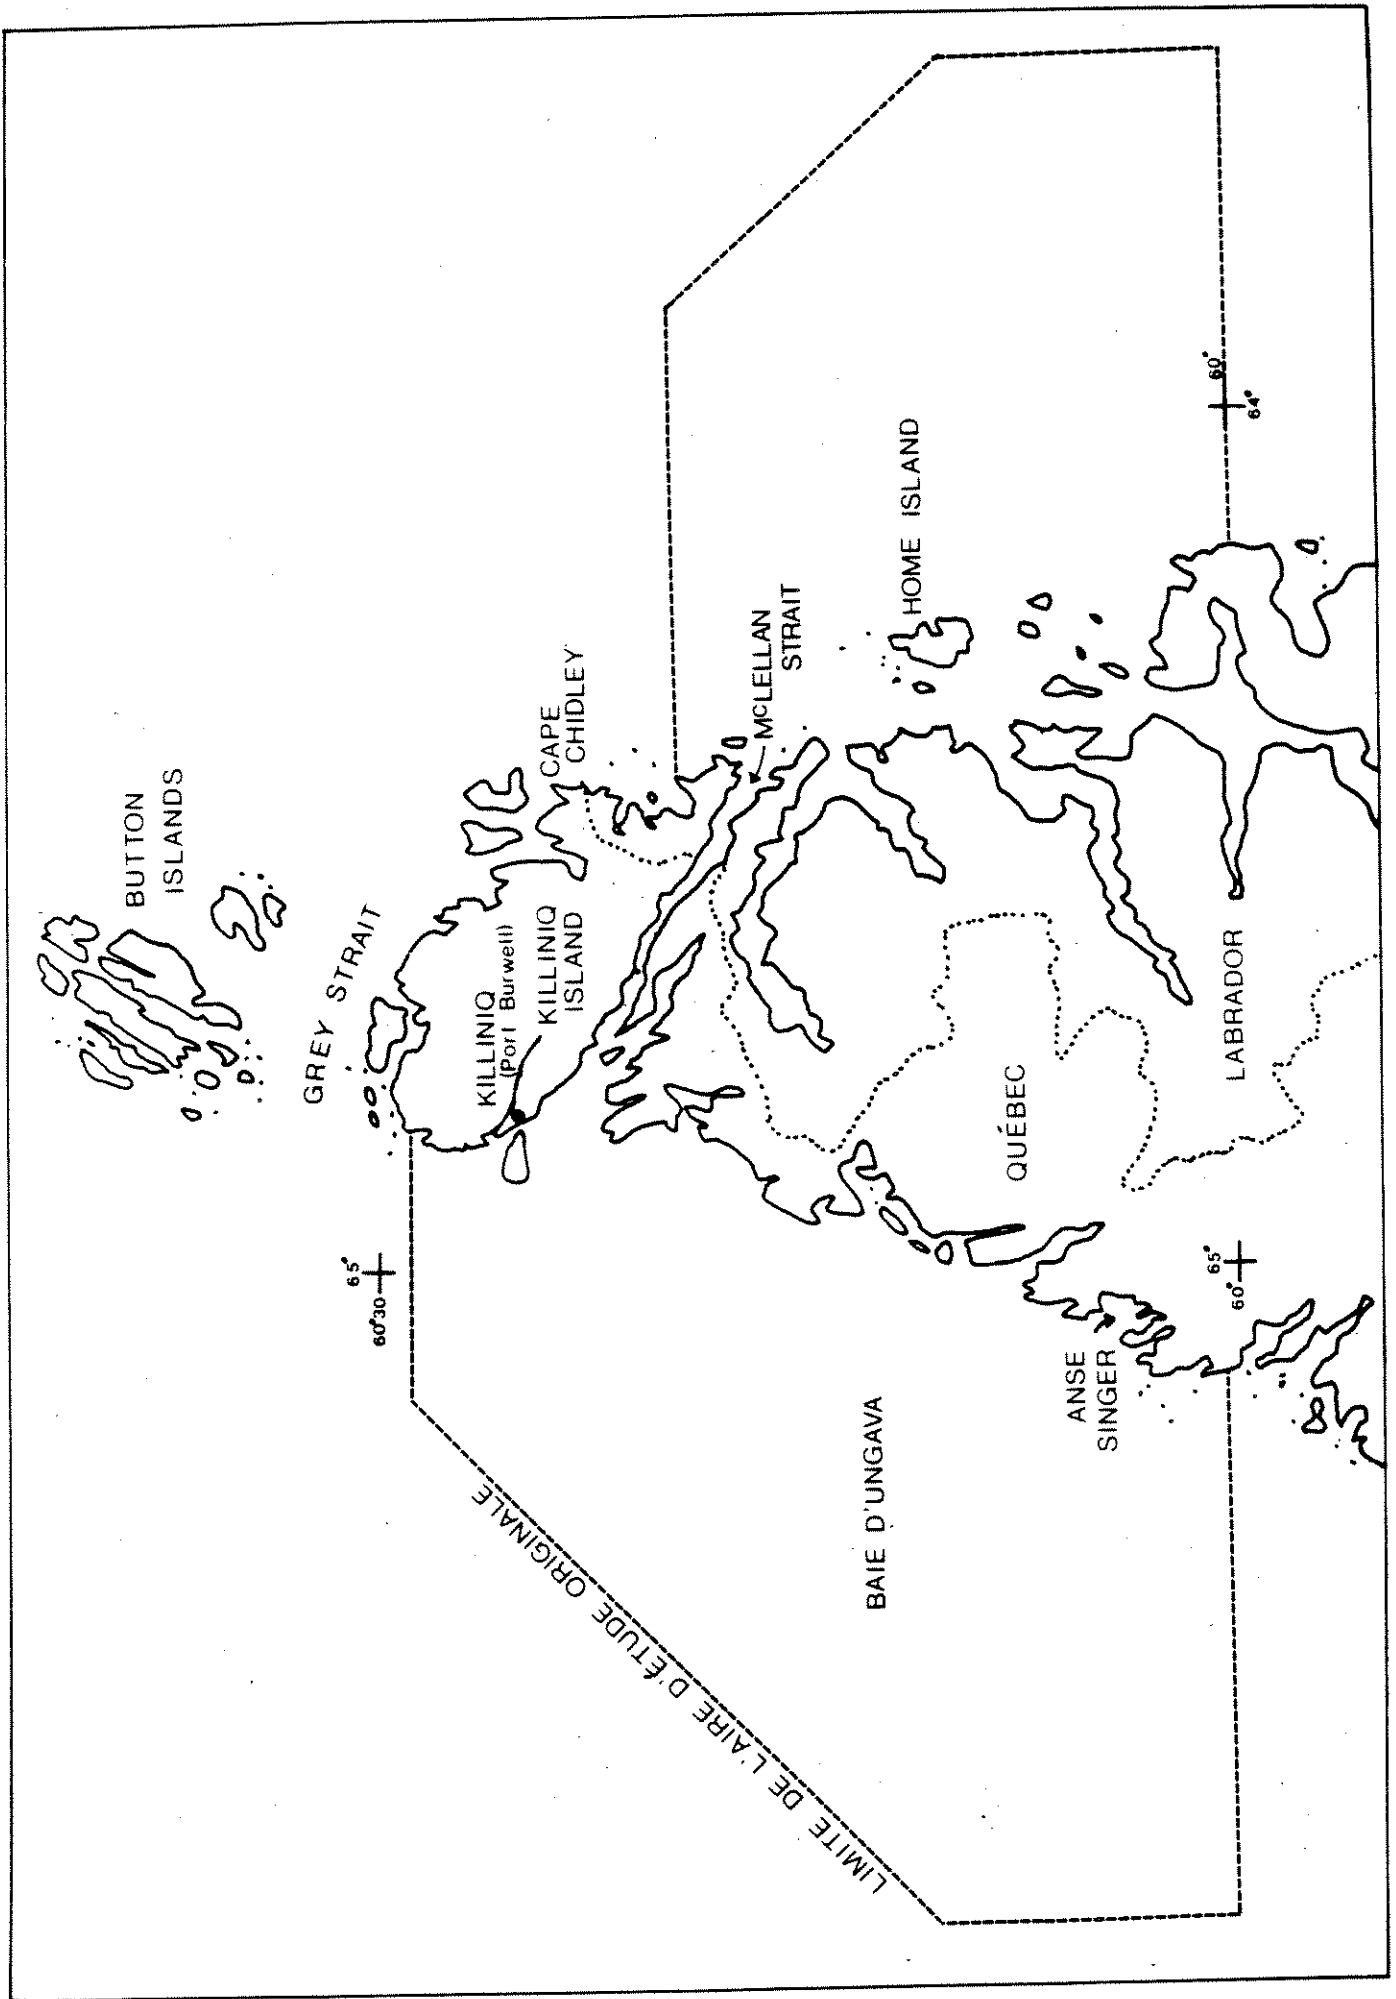 BUTTON
ISLANDS
GREY STRAIT
CAPE
CHIDLEY
KILLINIQ
(Port Burwell)
KILLINIQ
ISLAND
65°
60°30
MCLELLAN
STRAIT
HOME ISLAND
LIMITE DE L'AIRE D'ÉTUDE ORIGINALE
BAIE D'UNGAVA
QUÉBEC
ANSE
SINGER
LABRADOR
65°
60°
60°
64°